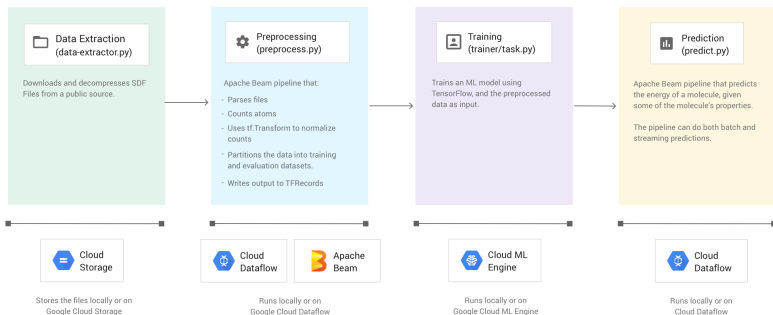 Data Extraction
(data-extractor.py)
Downloads and decompresses SDF
Files from a public source.
Preprocessing
(preprocess.py)
Apache Beam pipeline that:
- Parses files
- Counts atoms
- Uses tf.Transform to normalize
counts
- Partitions the data into training
and evaluation datasets.
- Writes output to TFRecords
Training
(trainer/task.py)
Trains an ML model using
TensorFlow, and the preprocessed
data as input.
Prediction
(predict.py)
Apache Beam pipeline that predicts
the energy of a molecule, given
some of the molecule's properties.
The pipeline can do both batch and
streaming predictions.
Cloud
Storage
Stores the files locally or on
Google Cloud Storage
Cloud
Dataflow
Apache
Beam
Runs locally or on
Google Cloud Dataflow
Cloud ML
Engine
Runs locally or on
Google Cloud ML Engine
Cloud
Dataflow
Runs locally or on
Cloud Dataflow